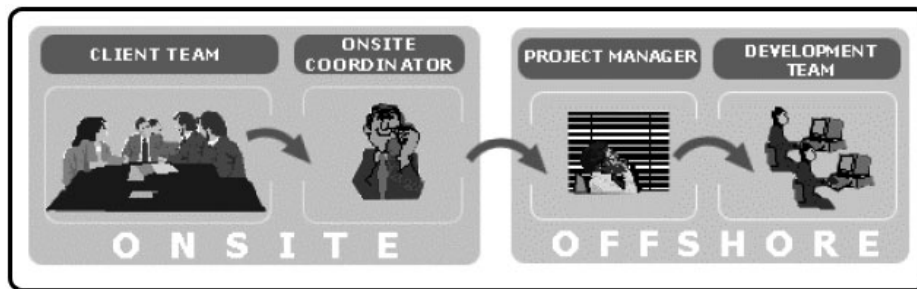 CLIENT TEAM
ONSITE
COORDINATOR
PROJECT MANAGER
DEVELOPMENT
TEAM
ONSITE
OFFSHORE